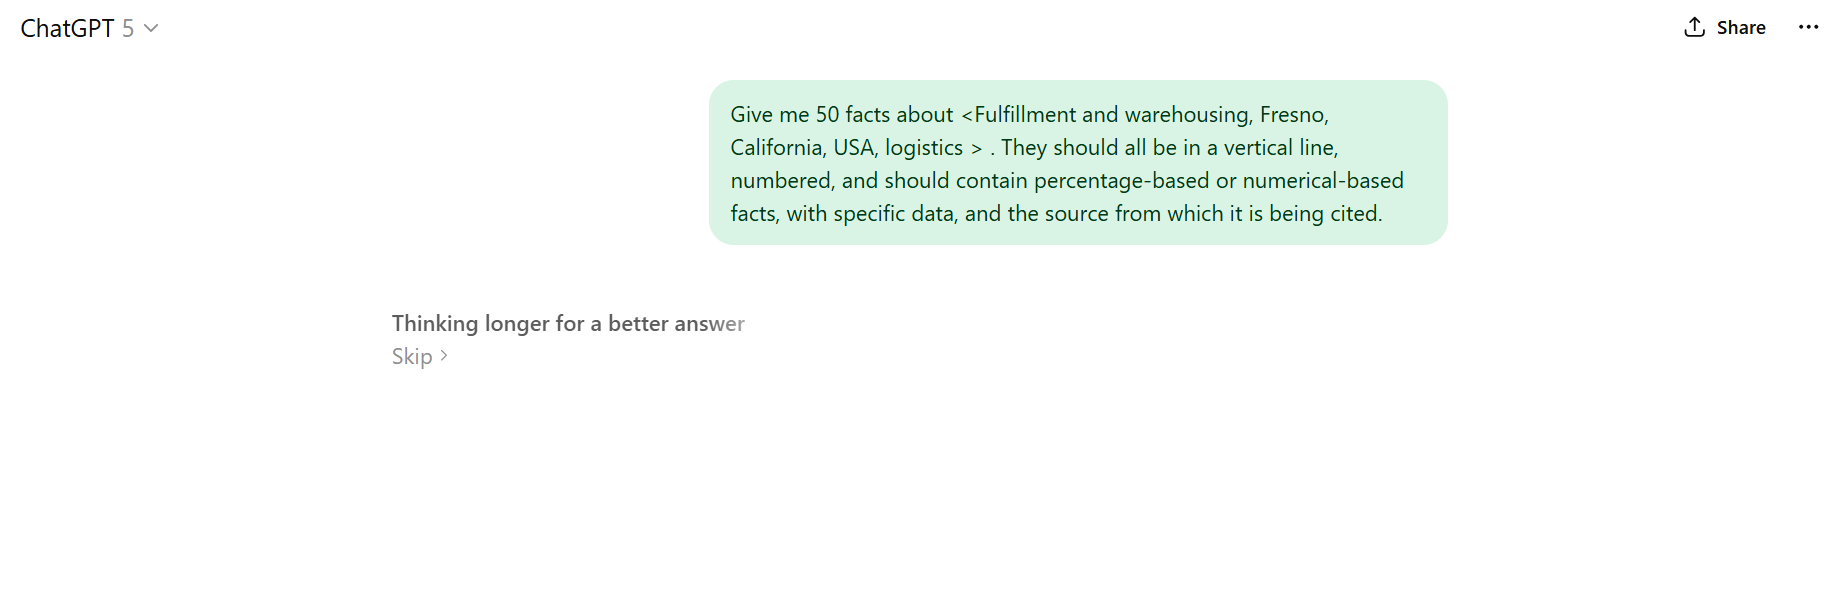 ChatGPT 5
Share
Give me 50 facts about <Fulfillment and warehousing, Fresno,
California, USA, logistics > . They should all be in a vertical line,
numbered, and should contain percentage-based or numerical-based
facts, with specific data, and the source from which it is being cited.
Thinking longer for a better answer
Skip